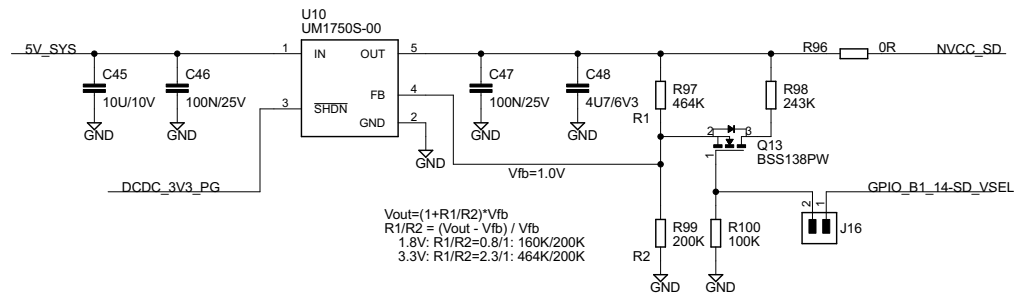 U10
UM1750S-00
5V_SYS
1
IN
OUT
5
R96
0R
NVCC_SD
C45
10U/10V
C46
100N/25V
3
SHDN
FB
4
GND
2
C47
100N/25V
C48
4U7/6V3
R97
464K
R1
R98
243K
2
3
Q13
BSS138PW
1
GND
GND
GND
GND
GND
Vfb=1.0V
DCDC_3V3_PG
GPIO_B1_14-SD_VSEL
2
1
J16
Vout=(1+R1/R2)*Vfb
R1/R2 = (Vout - Vfb) / Vfb
1.8V: R1/R2=0.8/1: 160K/200K
3.3V: R1/R2=2.3/1: 464K/200K
R99
200K
R2
R100
100K
GND
GND